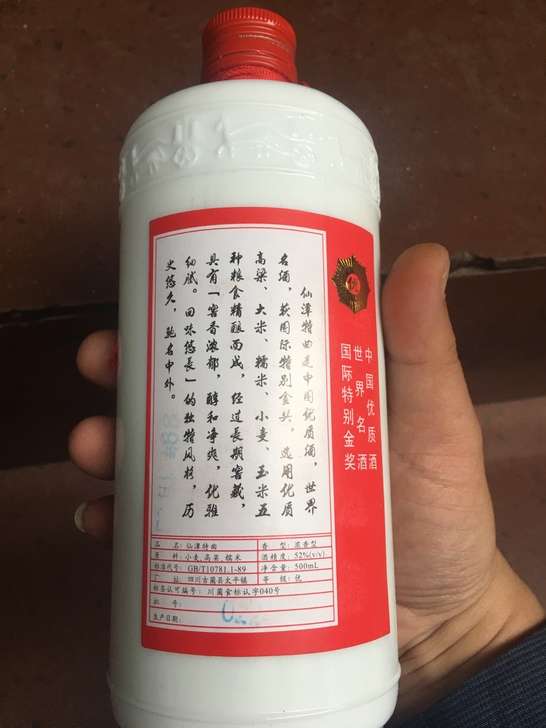 仙潭特曲是中国优质酒，世界
名酒，获国际特别金奖，选用优质
高粱、大米、糯米、小麦、玉米五
种粮食精酿而成，经过长期窖藏，
具有「窖香浓郁，醇和净爽，优雅
细腻。回味悠长」的独特风格，历
史悠久，驰名中外。
中国优质酒
世界名酒
国际特别金奖
品名：仙潭特曲 香型：浓香型
原料：小麦，高粱，糯米 酒精度：52%(v/v)
标准代号：GB/T10781.1-89 净含量：500mL
厂址：四川古蔺县太平镇 等级：优
标签认可编号：川蔺食标认字040号
批号：
生产日期：